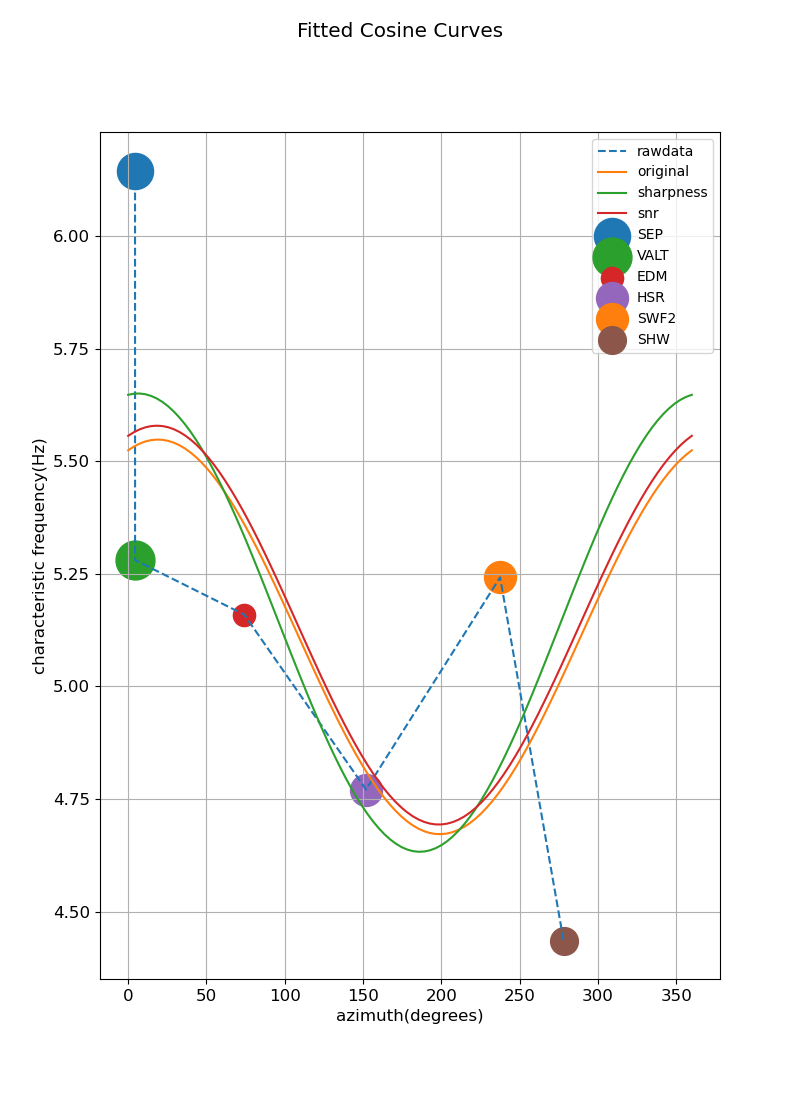 Fitted Cosine Curves
rawdata
original
sharpness
snr
SEP
VALT
EDM
HSR
SWF2
SHW
characteristic frequency(Hz)
6.00
5.75
5.50
5.25
5.00
4.75
4.50
0 50 100 150 200 250 300 350
azimuth(degrees)